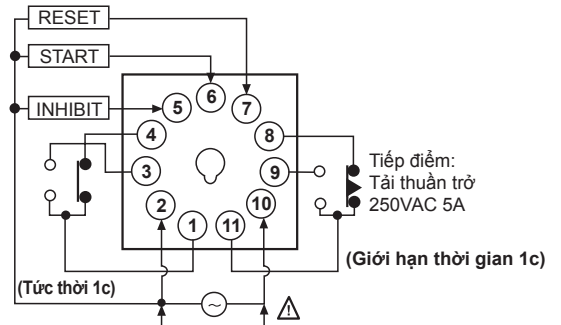 RESET
START
INHIBIT
6
5
7
4
8
3
9
2
10
1
11
Tiếp điểm:
Tải thuần trở
250VAC 5A
(Giới hạn thời gian 1c)
(Tức thời 1c)